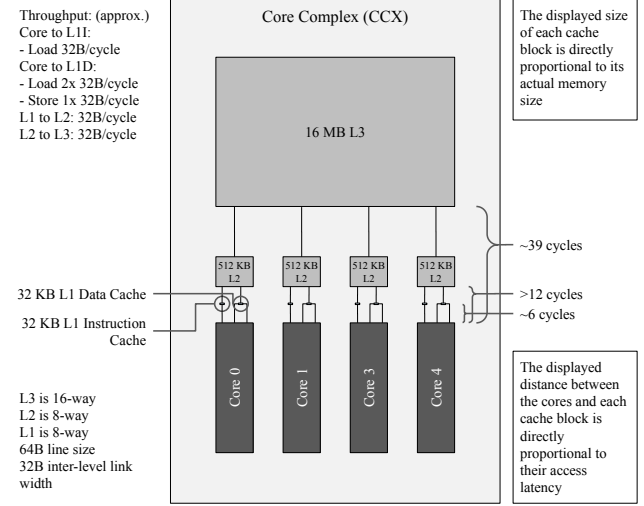 Throughput: (approx.)
Core to L1I:
- Load 32B/cycle
Core to L1D:
- Load 2x 32B/cycle
- Store 1x 32B/cycle
L1 to L2: 32B/cycle
L2 to L3: 32B/cycle
Core Complex (CCX)
The displayed size
of each cache
block is directly
proportional to its
actual memory
size
16 MB L3
~39 cycles
512 KB
L2
512 KB
L2
512 KB
L2
512 KB
L2
32 KB L1 Data Cache
>12 cycles
~6 cycles
32 KB L1 Instruction
Cache
Core 0
Core 1
Core 3
Core 4
L3 is 16-way
L2 is 8-way
L1 is 8-way
64B line size
32B inter-level link
width
The displayed
distance between
the cores and each
cache block is
directly
proportional to
their access
latency